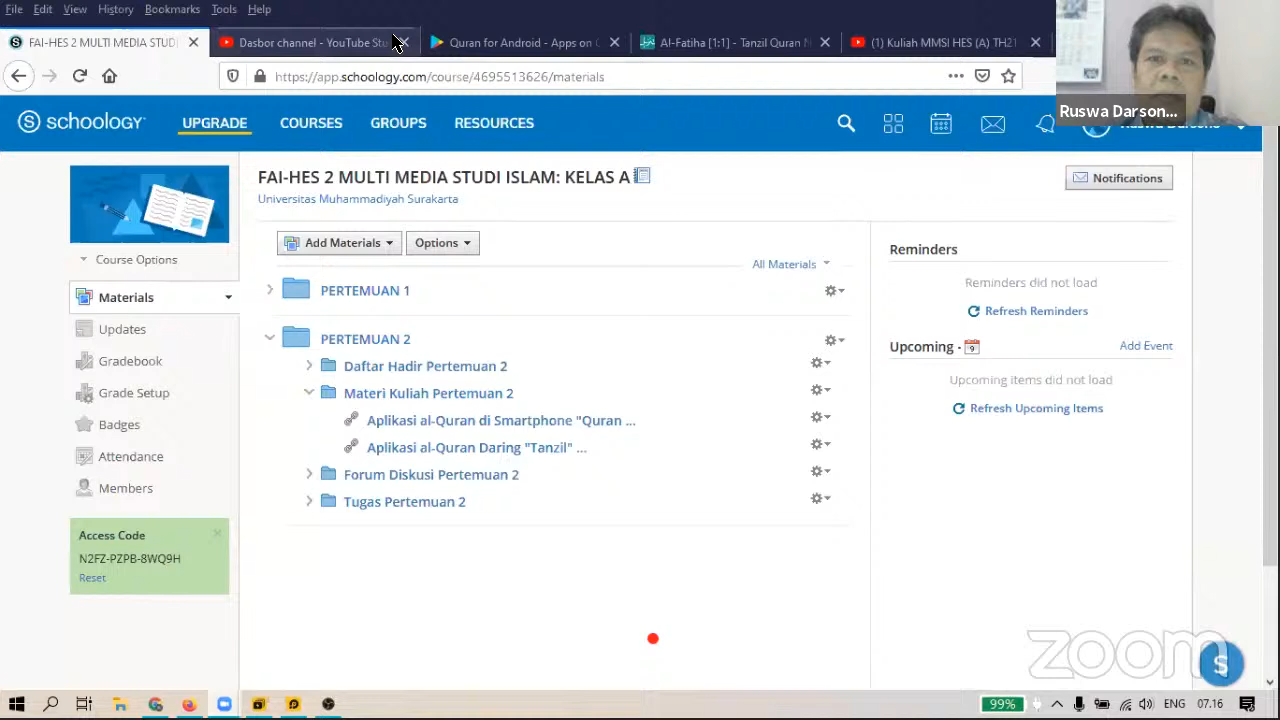 File Edit View History Bookmarks Tools Help
FAI-HES 2 MULTI MEDIA STUDI
Dasbor channel - YouTube Stu
Quran for Android - Apps on G
Al-Fatiha [1:1] - Tanzil Quran N
(1) Kuliah MMSI HES (A) TH21
https://app.schoology.com/course/4695513626/materials
Ruswa Darson...
S schoology
UPGRADE COURSES GROUPS RESOURCES
Ruswa Darsono
FAI-HES 2 MULTI MEDIA STUDI ISLAM: KELAS A
Universitas Muhammadiyah Surakarta
Notifications
Course Options
Materials
Updates
Gradebook
Grade Setup
Badges
Attendance
Members
Access Code
N2FZ-PZPB-8WQ9H
Reset
Add Materials
Options
All Materials
PERTEMUAN 1
PERTEMUAN 2
Daftar Hadir Pertemuan 2
Materi Kuliah Pertemuan 2
Aplikasi al-Quran di Smartphone "Quran ...
Aplikasi al-Quran Daring "Tanzil" ...
Forum Diskusi Pertemuan 2
Tugas Pertemuan 2
Reminders
Reminders did not load
Refresh Reminders
Upcoming - 9
Add Event
Upcoming items did not load
Refresh Upcoming Items
zoom
S
99%
ENG
07.16